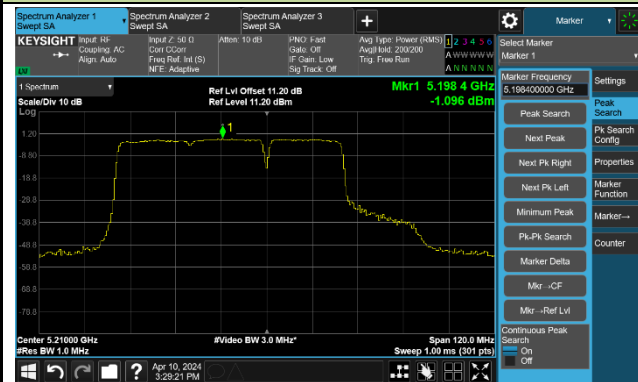 Spectrum Analyzer 1
Swept SA
Spectrum Analyzer 2
Swept SA
Spectrum Analyzer 3
Swept SA
+
Marker
KEYSIGHT
Input: RF
Coupling: AC
Align: Auto
Input Z: 50 Ω
Corr CCorr
Freq Ref: Int (S)
NFE: Adaptive
Atten: 10 dB
PNO: Fast
Gate: Off
IF Gain: Low
Sig Track: Off
Avg Type: Power (RMS)
Avg|Hold: 200/200
Trig: Free Run
1 2 3 4 5 6
A W W W W W
A N N N N N
LVI
Select Marker
Marker 1
1 Spectrum
Scale/Div 10 dB
Log
Ref Lvl Offset 11.20 dB
Ref Level 11.20 dBm
Mkr1 5.198 4 GHz
-1.096 dBm
1
1.20
-8.80
-18.8
-28.8
-38.8
-48.8
-58.8
-68.8
-78.8
Center 5.21000 GHz
#Res BW 1.0 MHz
#Video BW 3.0 MHz*
Span 120.0 MHz
Sweep 1.00 ms (301 pts)
Marker Frequency
5.198400000 GHz
Peak Search
Next Peak
Next Pk Right
Next Pk Left
Minimum Peak
Pk-Pk Search
Marker Delta
Mkr→CF
Mkr→Ref Lvl
Continuous Peak
Search
On
Off
Settings
Peak
Search
Pk Search
Config
Properties
Marker
Function
Marker→
Counter
?
Apr 10, 2024
3:29:21 PM